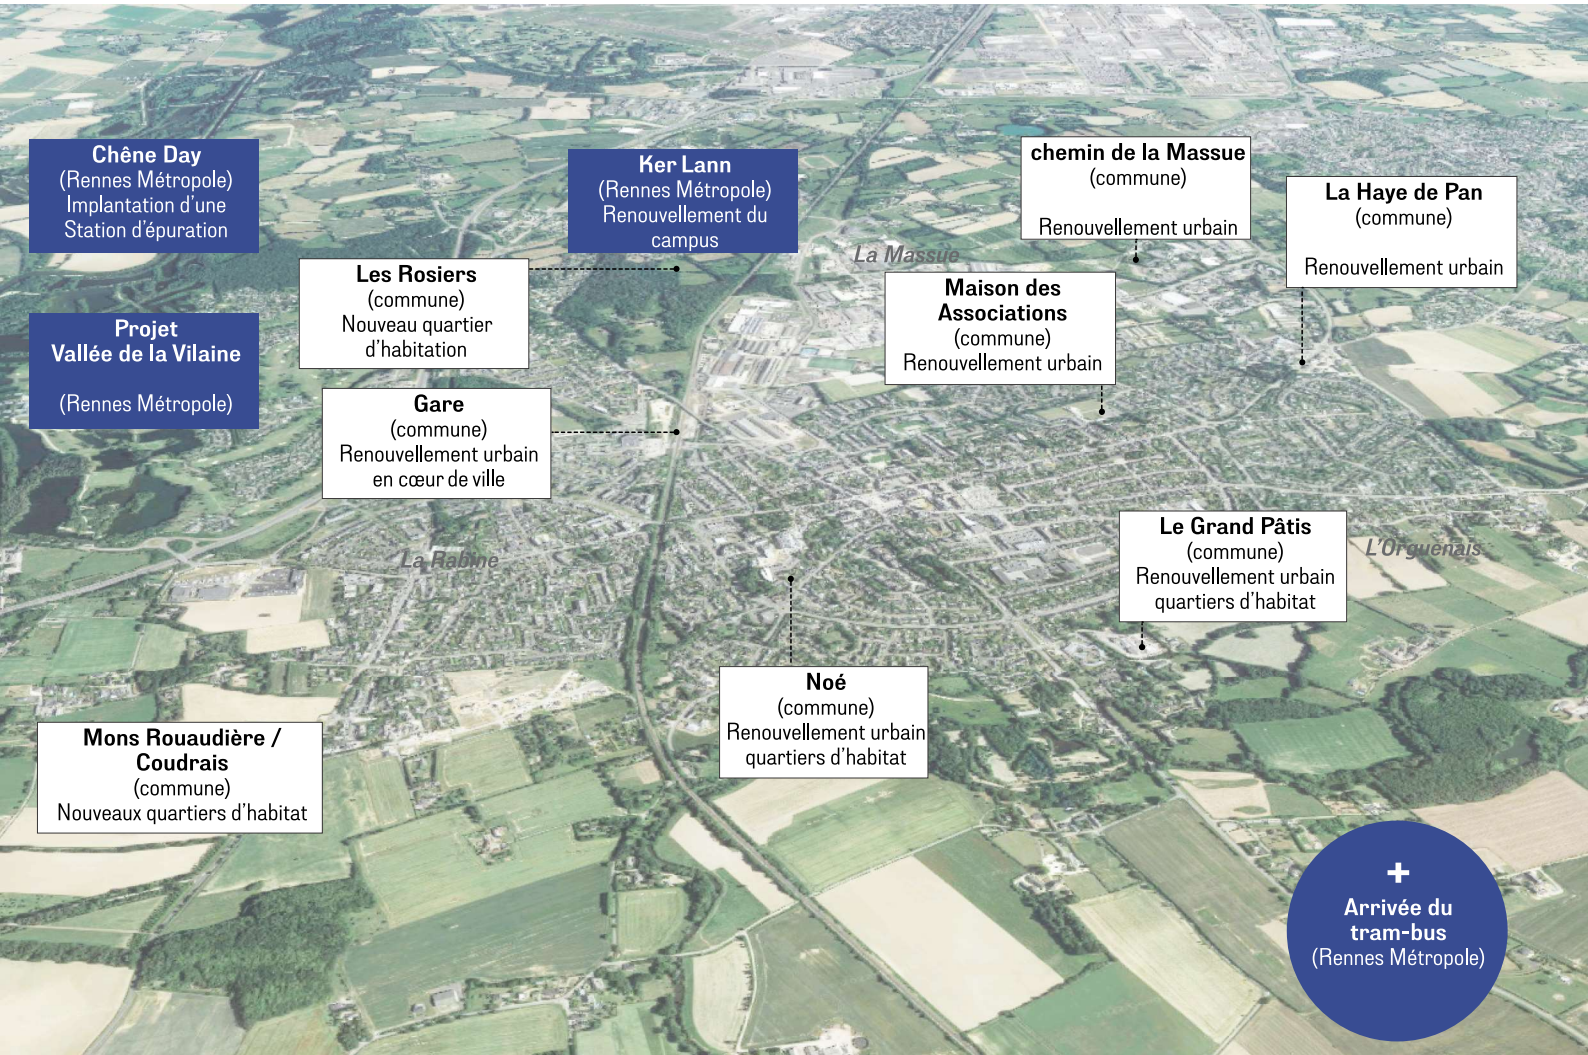 Chêne Day
(Rennes Métropole)
Implantation d'une
Station d'épuration
Ker Lann
(Rennes Métropole)
Renouvellement du
campus
chemin de la Massue
(commune)
Renouvellement urbain
La Haye de Pan
(commune)
Renouvellement urbain
La Massue
Les Rosiers
(commune)
Nouveau quartier
d'habitation
Maison des
Associations
(commune)
Renouvellement urbain
Projet
Vallée de la Vilaine
(Rennes Métropole)
Gare
(commune)
Renouvellement urbain
en cœur de ville
La Rabine
Le Grand Pâtis
(commune)
Renouvellement urbain
quartiers d'habitat
L'Orguenais
Noé
(commune)
Renouvellement urbain
quartiers d'habitat
Mons Rouaudière /
Coudrais
(commune)
Nouveaux quartiers d'habitat
+
Arrivée du
tram-bus
(Rennes Métropole)